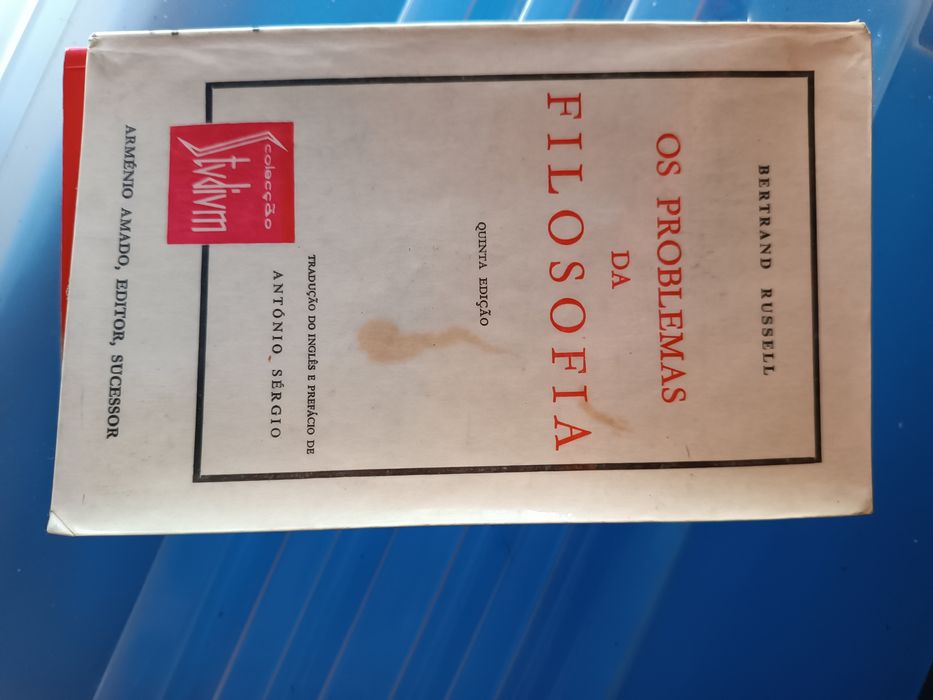 BERTRAND RUSSELL
OS PROBLEMAS
DA
FILOSOFIA
QUINTA EDIÇÃO
TRADUÇÃO DO INGLÊS E PREFÁCIO DE
ANTÓNIO SÉRGIO
colecção
Stvdivm
ARMÉNIO AMADO, EDITOR, SUCESSOR